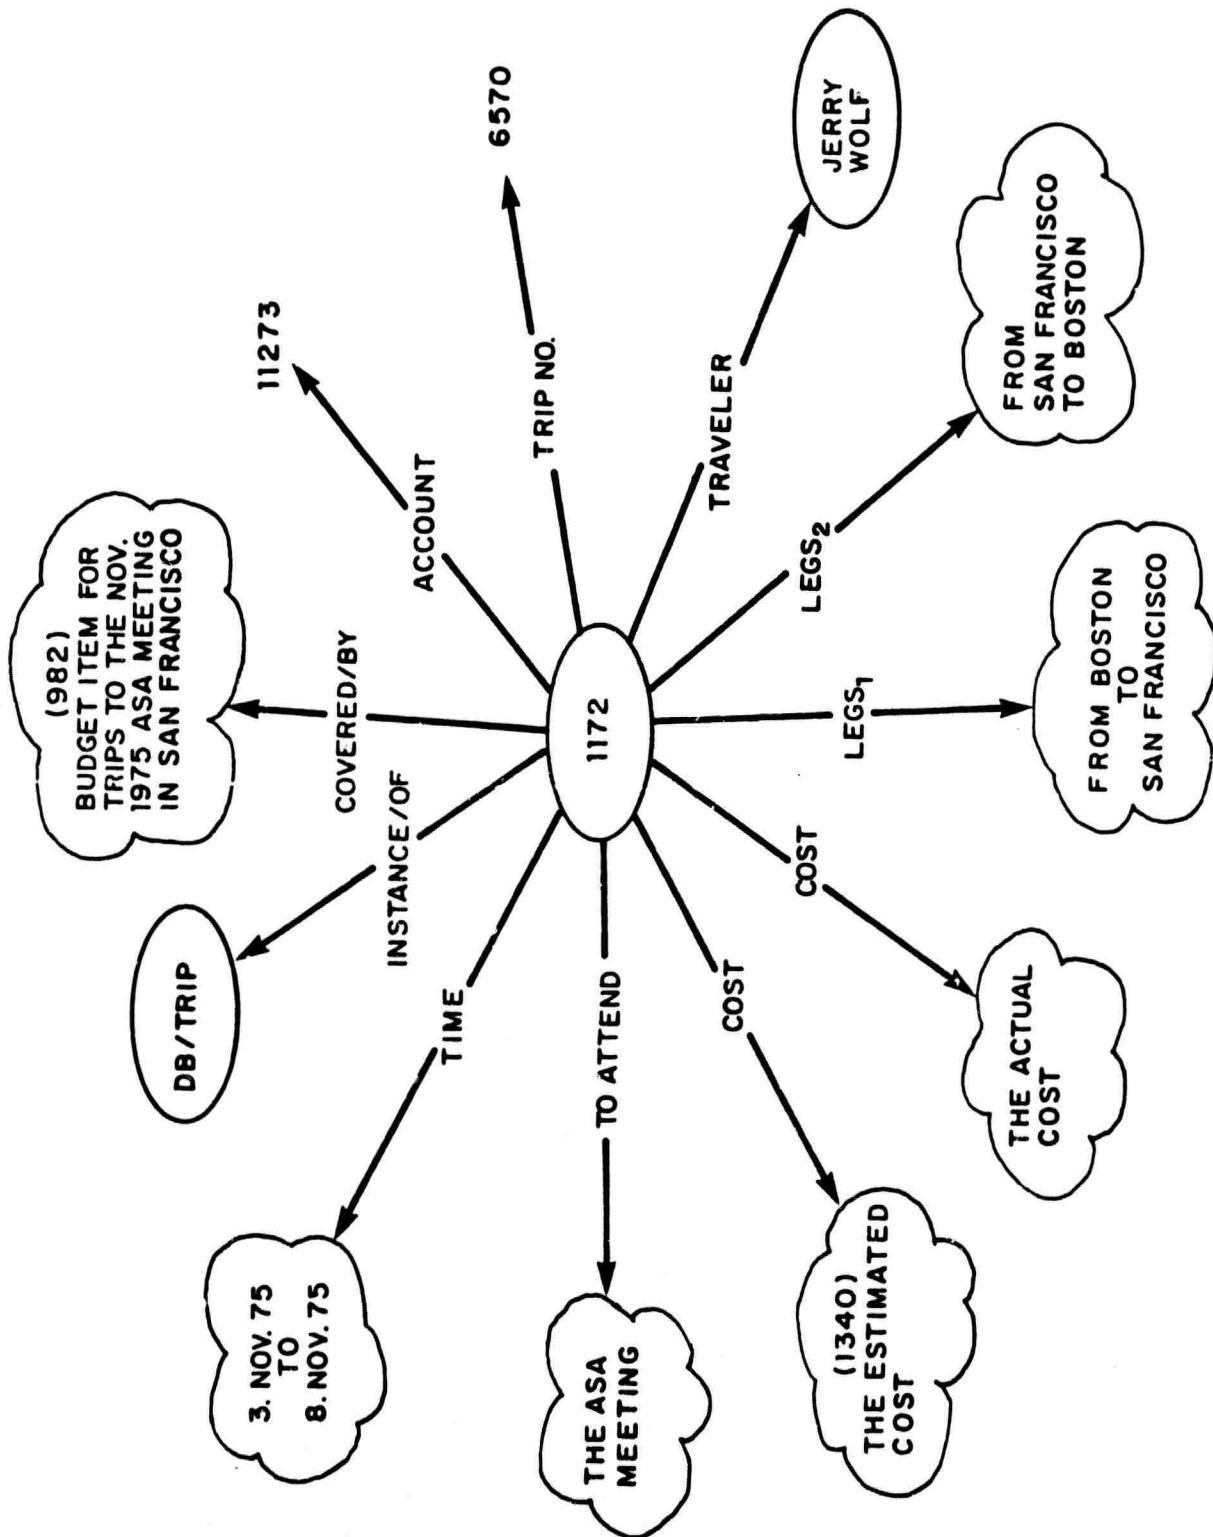 (982)
BUDGET ITEM FOR
TRIPS TO THE NOV.
1975 ASA MEETING
IN SAN FRANCISCO
DB/TRIP
3. NOV. 75
TO
8. NOV. 75
THE ASA
MEETING
(1340)
THE ESTIMATED
COST
THE ACTUAL
COST
FROM BOSTON
TO
SAN FRANCISCO
FROM
SAN FRANCISCO
TO BOSTON
JERRY
WOLF
6570
11273
COVERED/BY
INSTANCE/OF
TIME
TO ATTEND
COST
COST
LEGS1
LEGS2
TRAVELER
TRIP NO.
ACCOUNT
1172